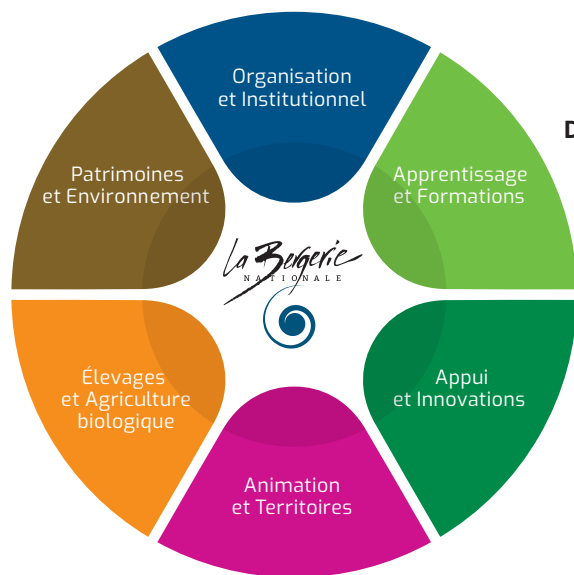 Organisation
et Institutionnel
D
Patrimoines
et Environnement
Apprentissage
et Formations
La Bergerie
NATIONALE
Élevages
et Agriculture
biologique
Appui
et Innovations
Animation
et Territoires